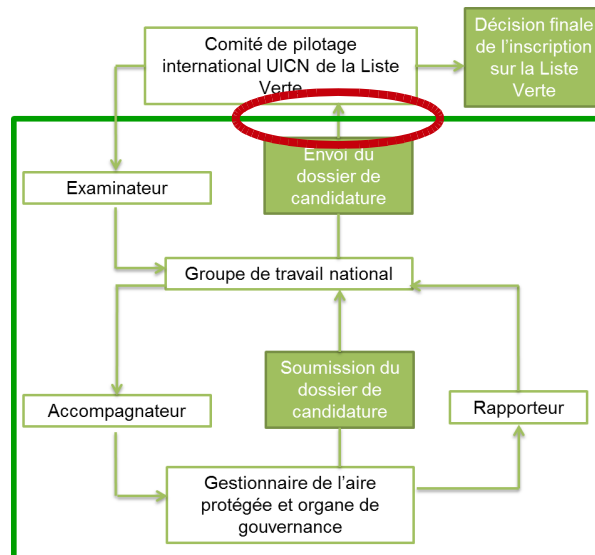 Comité de pilotage
international UICN de la Liste
Verte
Décision finale
de l'inscription
sur la Liste
Verte
Envoi du
dossier de
candidature
Examinateur
Groupe de travail national
Soumission du
dossier de
candidature
Accompagnateur
Rapporteur
Gestionnaire de l'aire
protégée et organe de
gouvernance